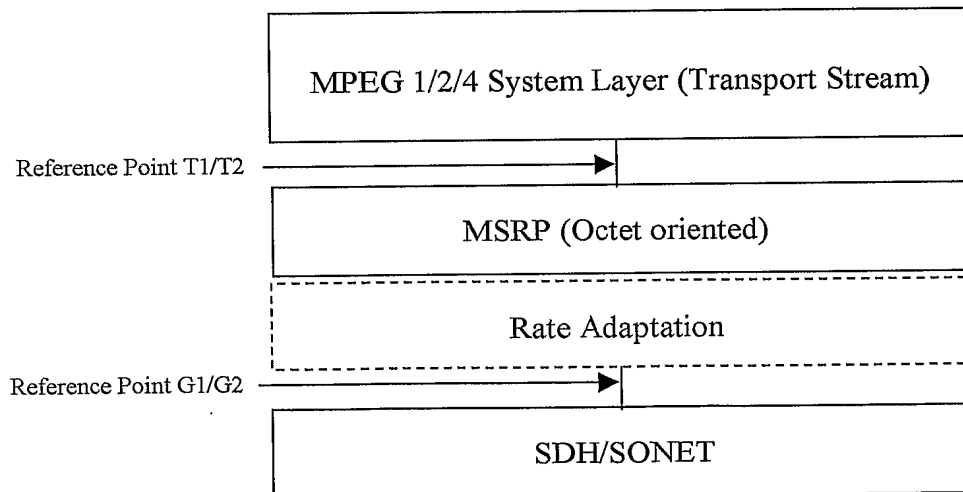 MPEG 1/2/4 System Layer (Transport Stream)
Reference Point T1/T2
MSRP (Octet oriented)
Rate Adaptation
Reference Point G1/G2
SDH/SONET